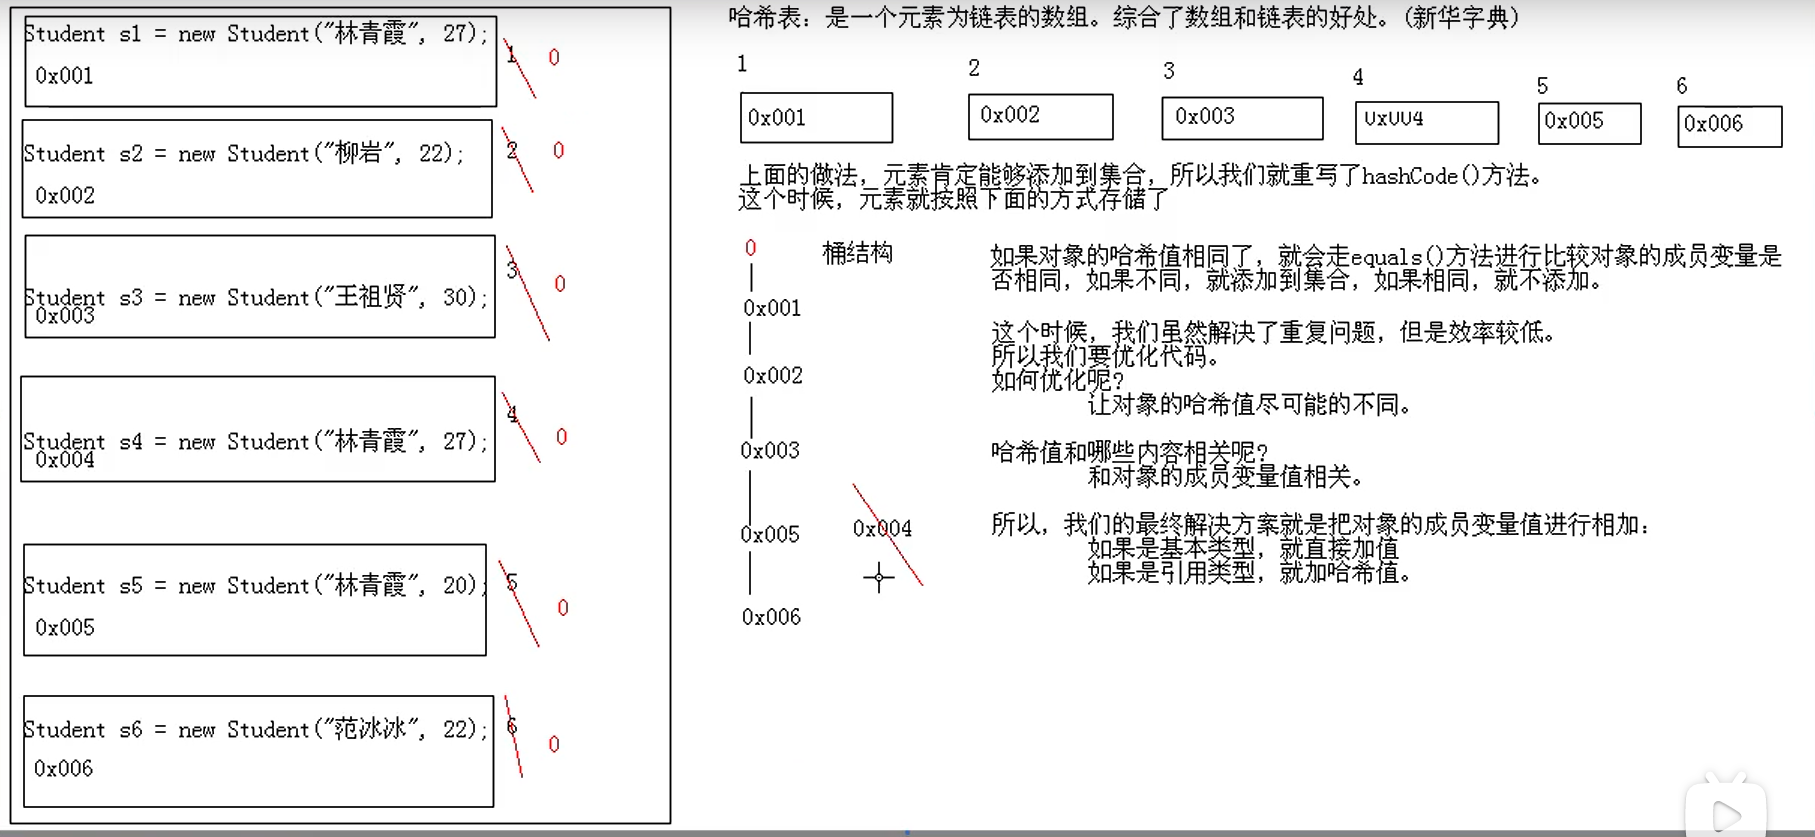 Student s1 = new Student("林青霞", 27);
0x001
1
0
Student s2 = new Student("柳岩", 22);
0x002
2
0
Student s3 = new Student("王祖贤", 30);
0x003
3
0
Student s4 = new Student("林青霞", 27);
0x004
4
0
Student s5 = new Student("林青霞", 20);
0x005
5
0
Student s6 = new Student("范冰冰", 22);
0x006
6
0
哈希表：是一个元素为链表的数组。综合了数组和链表的好处。(新华字典)
1 2 3 4 5 6
0x001 0x002 0x003 0x004 0x005 0x006
上面的做法，元素肯定能够添加到集合，所以我们就重写了hashCode()方法。
这个时候，元素就按照下面的方式存储了
0
桶结构
0x001
0x002
0x003
0x005
0x004
0x006
如果对象的哈希值相同了，就会走equals()方法进行比较对象的成员变量是
否相同，如果不同，就添加到集合，如果相同，就不添加。
这个时候，我们虽然解决了重复问题，但是效率较低。
所以我们要优化代码。
如何优化呢?
让对象的哈希值尽可能的不同。
哈希值和哪些内容相关呢?
和对象的成员变量值相关。
所以，我们的最终解决方案就是把对象的成员变量值进行相加：
如果是基本类型，就直接加值
如果是引用类型，就加哈希值。